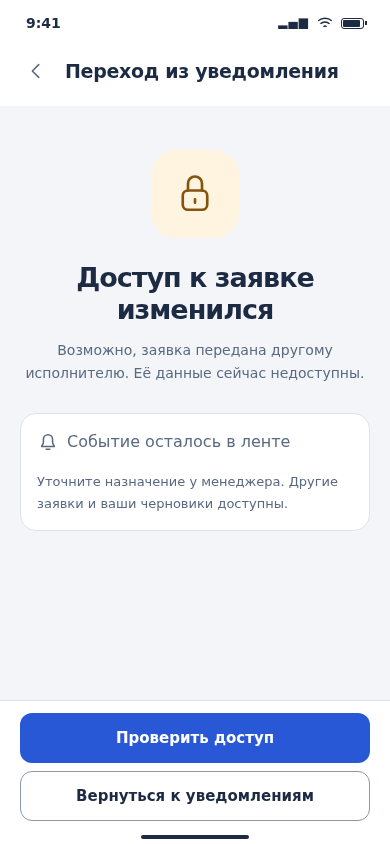 9:41
Переход из уведомления
Доступ к заявке
изменился
Возможно, заявка передана другому
исполнителю. Её данные сейчас недоступны.
Событие осталось в ленте
Уточните назначение у менеджера. Другие
заявки и ваши черновики доступны.
Проверить доступ
Вернуться к уведомлениям